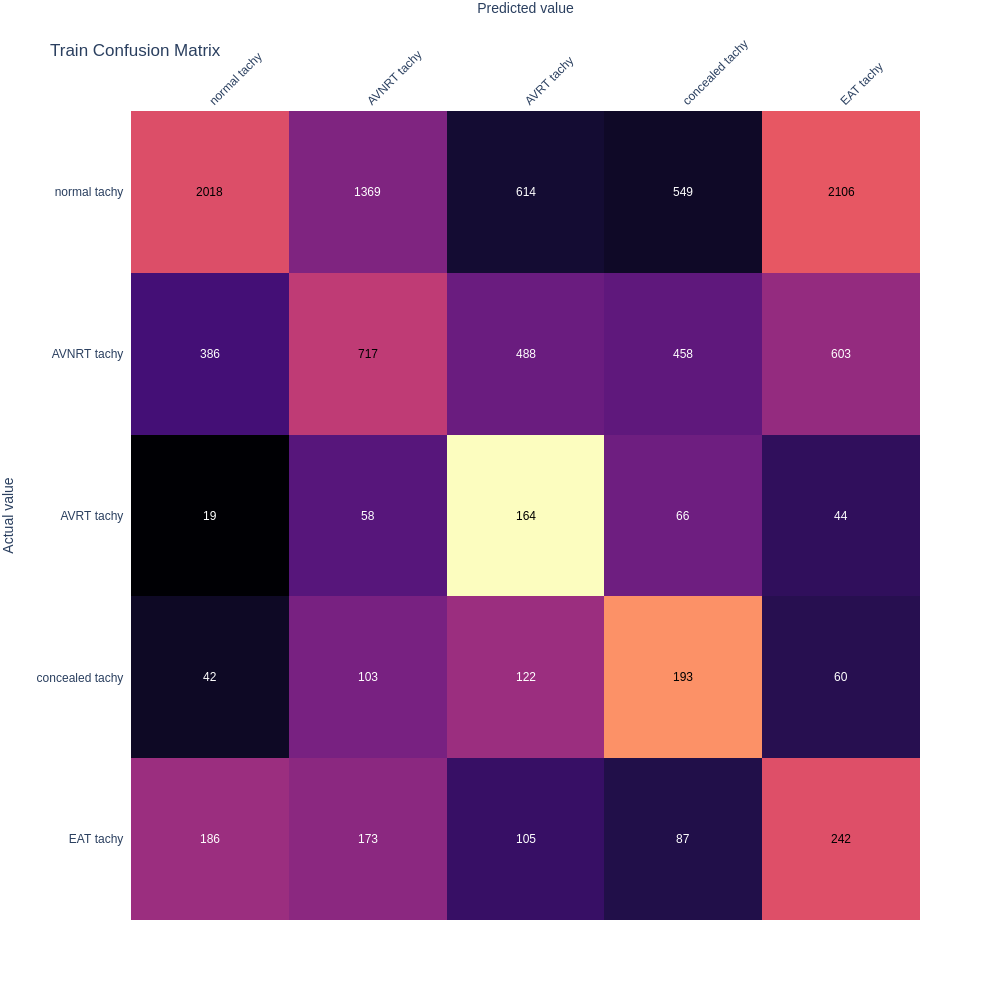 Predicted value
Train Confusion Matrix
normal tachy AVNRT tachy AVRT tachy concealed tachy EAT tachy
normal tachy 2018 1369 614 549 2106
AVNRT tachy 386 717 488 458 603
AVRT tachy 19 58 164 66 44
Actual value
concealed tachy 42 103 122 193 60
EAT tachy 186 173 105 87 242